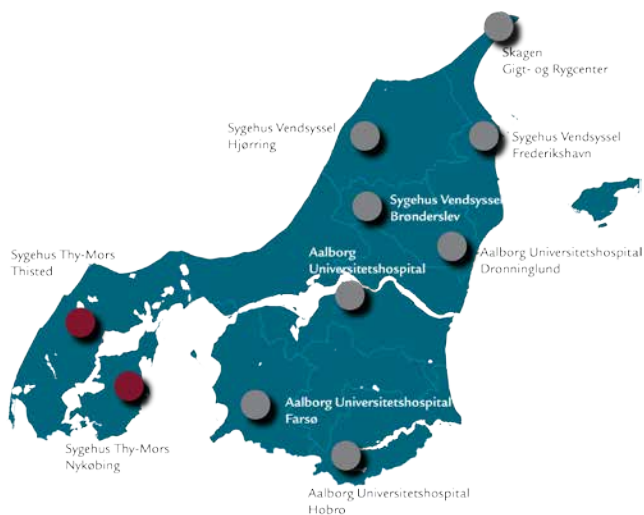 Skagen
Gigt- og Rygcenter
Sygehus Vendsyssel
Hjørring
Sygehus Vendsyssel
Frederikshavn
Sygehus Vendsyssel
Brønderslev
Sygehus Thy-Mors
Thisted
Aalborg
Universitetshospital
Aalborg Universitetshospital
Dronninglund
Aalborg Universitetshospital
Farsø
Sygehus Thy-Mors
Nykøbing
Aalborg Universitetshospital
Hobro